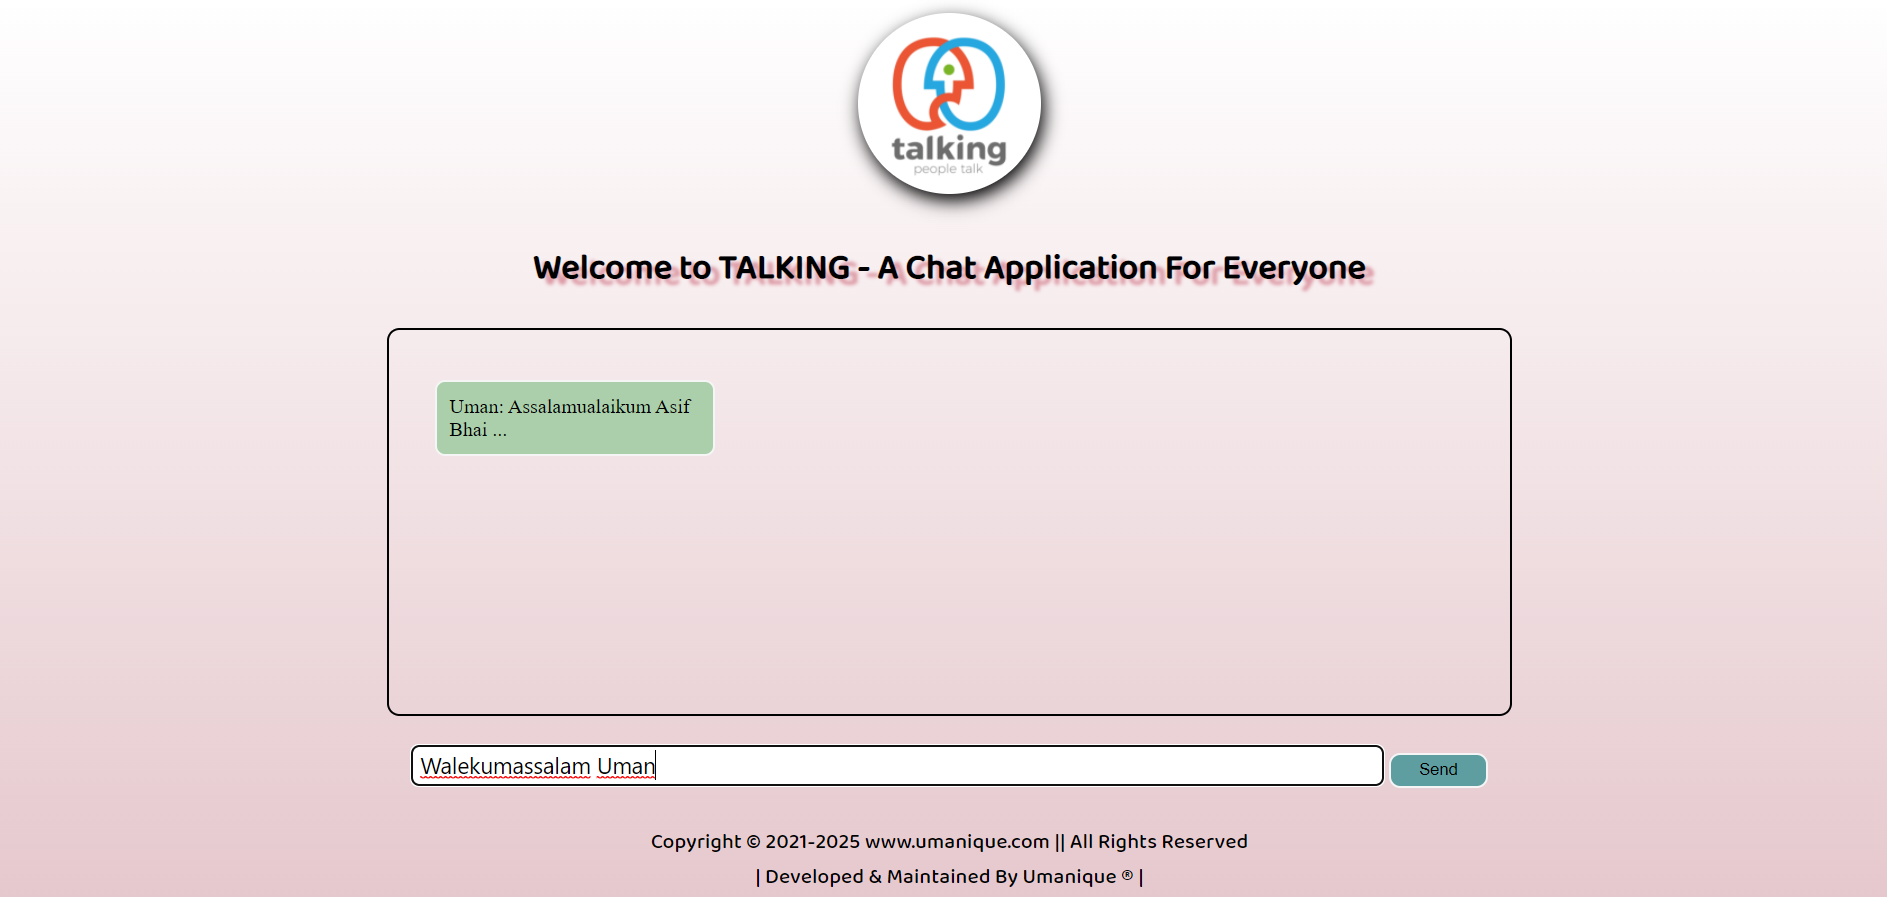 talking
people talk
Welcome to TALKING - A Chat Application For Everyone
Uman: Assalamualaikum Asif
Bhai ...
Walekumassalam Uman
Send
Copyright © 2021-2025 www.umanique.com || All Rights Reserved
| Developed & Maintained By Umanique ® |